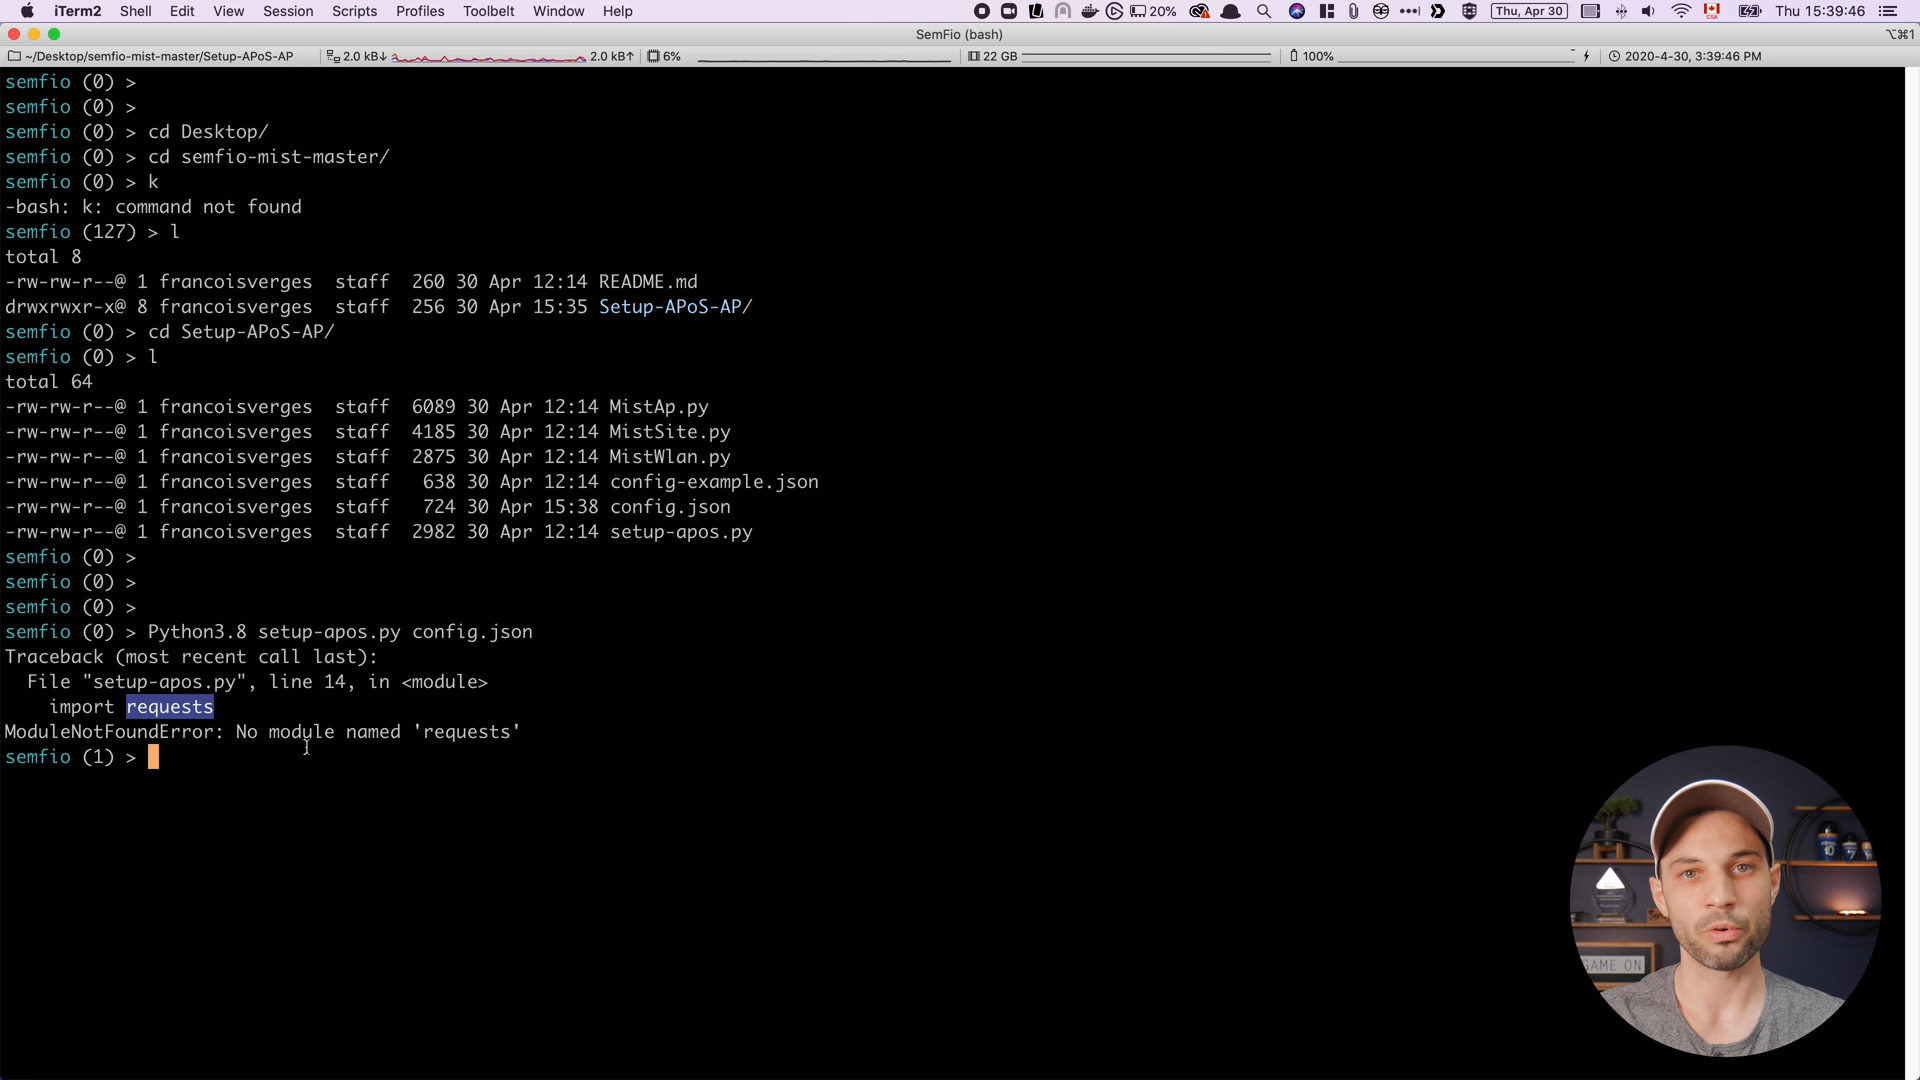 iTerm2 Shell Edit View Session Scripts Profiles Toolbelt Window Help 20% Thu, Apr 30 CSA Thu 15:39:46
SemFio (bash) ⌥⌘1
~/Desktop/semfio-mist-master/Setup-APoS-AP 2.0 kB↓ 2.0 kB↑ 6% 22 GB 100% 2020-4-30, 3:39:46 PM
semfio (0) >
semfio (0) >
semfio (0) > cd Desktop/
semfio (0) > cd semfio-mist-master/
semfio (0) > k
-bash: k: command not found
semfio (127) > l
total 8
-rw-rw-r--@ 1 francoisverges staff 260 30 Apr 12:14 README.md
drwxrwxr-x@ 8 francoisverges staff 256 30 Apr 15:35 Setup-APoS-AP/
semfio (0) > cd Setup-APoS-AP/
semfio (0) > l
total 64
-rw-rw-r--@ 1 francoisverges staff 6089 30 Apr 12:14 MistAp.py
-rw-rw-r--@ 1 francoisverges staff 4185 30 Apr 12:14 MistSite.py
-rw-rw-r--@ 1 francoisverges staff 2875 30 Apr 12:14 MistWlan.py
-rw-rw-r--@ 1 francoisverges staff 638 30 Apr 12:14 config-example.json
-rw-rw-r--@ 1 francoisverges staff 724 30 Apr 15:38 config.json
-rw-rw-r--@ 1 francoisverges staff 2982 30 Apr 12:14 setup-apos.py
semfio (0) >
semfio (0) >
semfio (0) >
semfio (0) > Python3.8 setup-apos.py config.json
Traceback (most recent call last):
File "setup-apos.py", line 14, in <module>
import requests
ModuleNotFoundError: No module named 'requests'
semfio (1) >
10
7
GAME ON